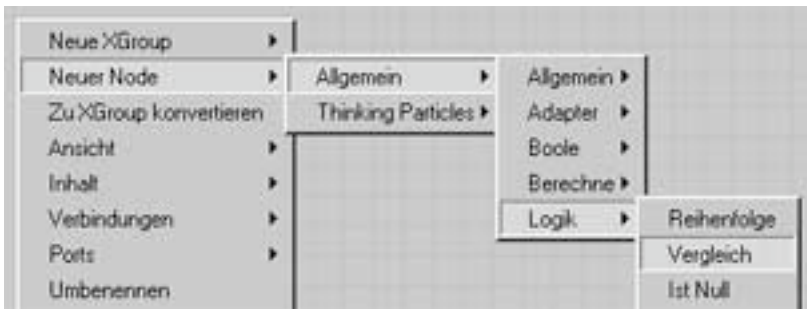 Neue XGroup
Neuer Node
Zu XGroup konvertieren
Ansicht
Inhalt
Verbindungen
Ports
Umbenennen
Allgemein
Thinking Particles
Allgemein
Adapter
Boole
Berechne
Logik
Reihenfolge
Vergleich
Ist Null